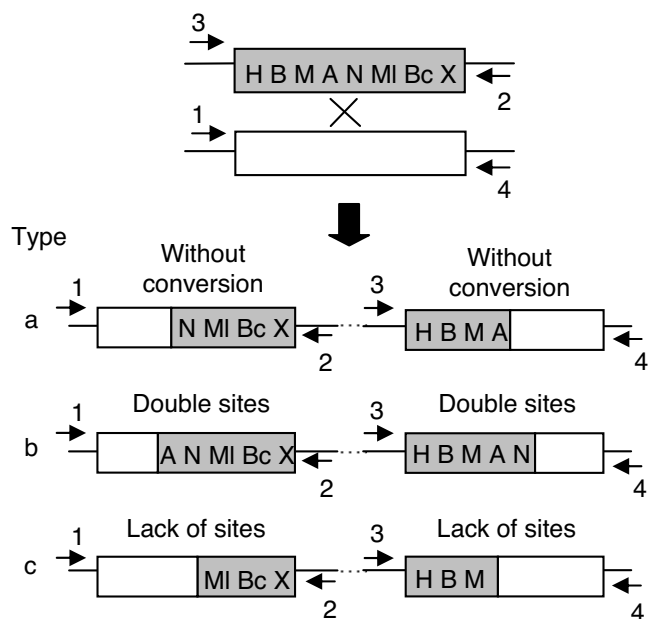 3
H B M A N Ml Bc X
2
1
4
Type
Without conversion
Without conversion
1
3
a
N Ml Bc X
H B M A
2
4
Double sites
Double sites
1
3
b
A N Ml Bc X
H B M A N
2
4
Lack of sites
Lack of sites
1
3
c
Ml Bc X
H B M
2
4